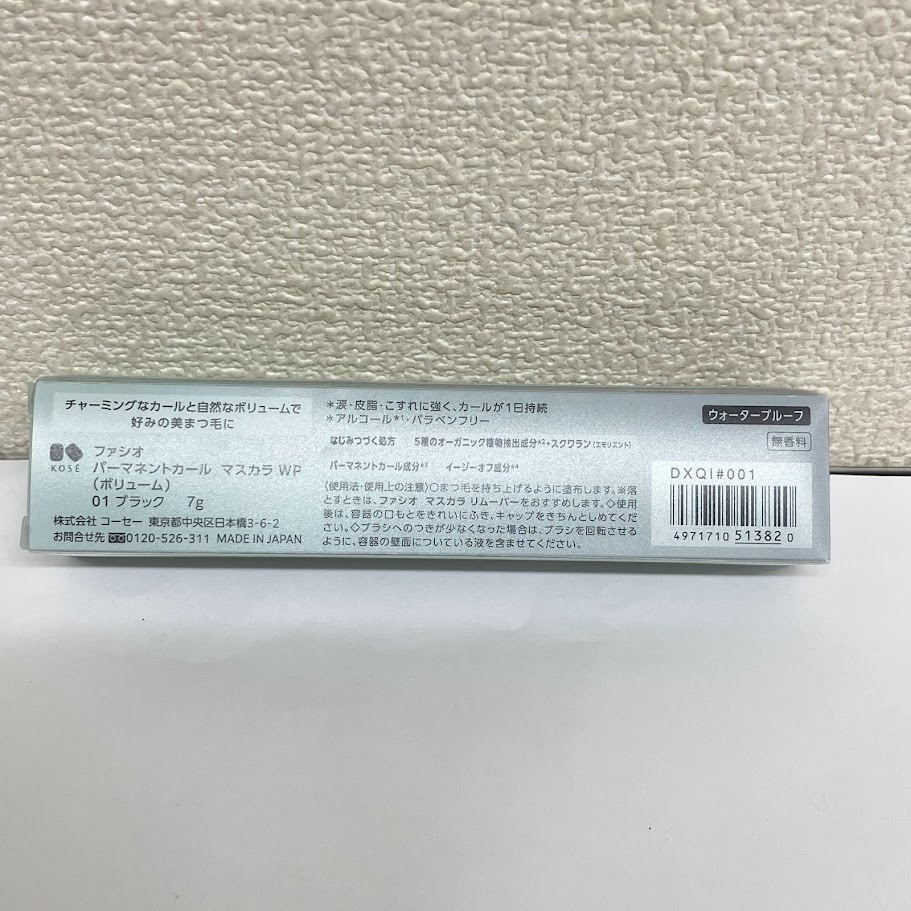 チャーミングなカールと自然なボリュームで
好みの美まつ毛に
KOSÉ
ファシオ
パーマネントカール マスカラ WP
(ボリューム)
01 ブラック 7g
株式会社 コーセー 東京都中央区日本橋3-6-2
お問合せ先 0120-526-311 MADE IN JAPAN
*涙・皮脂・こすれに強く、カールが1日持続
*アルコール*1・パラベンフリー
なじみつづく処方 5種のオーガニック植物抽出成分*2・スクワラン(エモリエント)
パーマネントカール成分*3 イージーオフ成分*4
〈使用法・使用上の注意〉○まつ毛を持ち上げるように塗布します。※落
とすときは、ファシオ マスカラ リムーバーをおすすめします。◇使用
後は、容器の口もとをきれいにふき、キャップをきちんとしめてくだ
さい。◇ブラシへのつきが少なくなった場合は、ブラシを回転させる
ように、容器の壁面についている液を含ませてください。
ウォータープルーフ
無香料
DXQI#001
4971710 51382 0